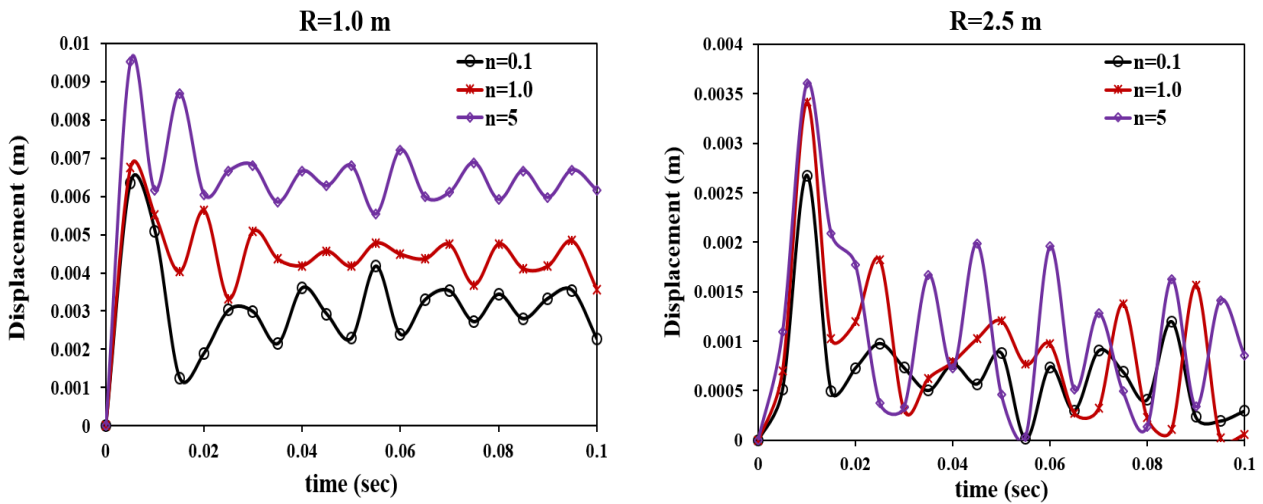 R=1.0 m
0.01
0.009
0.008
0.007
0.006
0.005
0.004
0.003
0.002
0.001
0
Displacement (m)
n=0.1
n=1.0
n=5
0 0.02 0.04 0.06 0.08 0.1
time (sec)
R=2.5 m
0.004
0.0035
0.003
0.0025
0.002
0.0015
0.001
0.0005
0
Displacement (m)
n=0.1
n=1.0
n=5
0 0.02 0.04 0.06 0.08 0.1
time (sec)